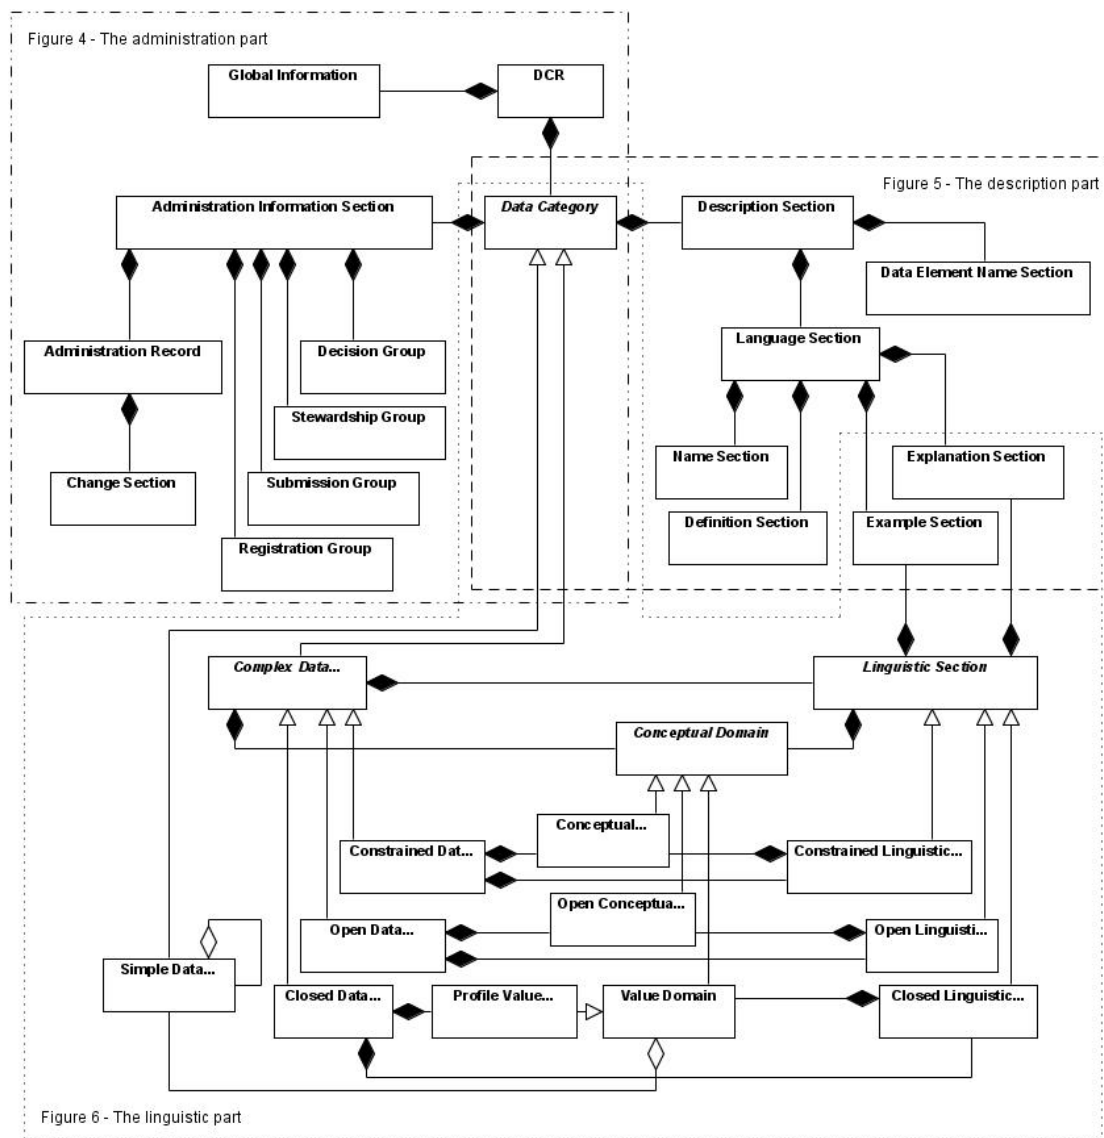 Figure 4 - The administration part
Global Information
DCR
Figure 5 - The description part
Administration Information Section
Data Category
Description Section
Data Element Name Section
Language Section
Administration Record
Decision Group
Stewardship Group
Name Section
Explanation Section
Change Section
Submission Group
Definition Section
Example Section
Registration Group
Complex Data...
Linguistic Section
Conceptual Domain
Conceptual...
Constrained Dat...
Constrained Linguistic...
Open Conceptua...
Open Data...
Open Linguisti...
Simple Data...
Closed Data...
Profile Value...
Value Domain
Closed Linguistic...
Figure 6 - The linguistic part